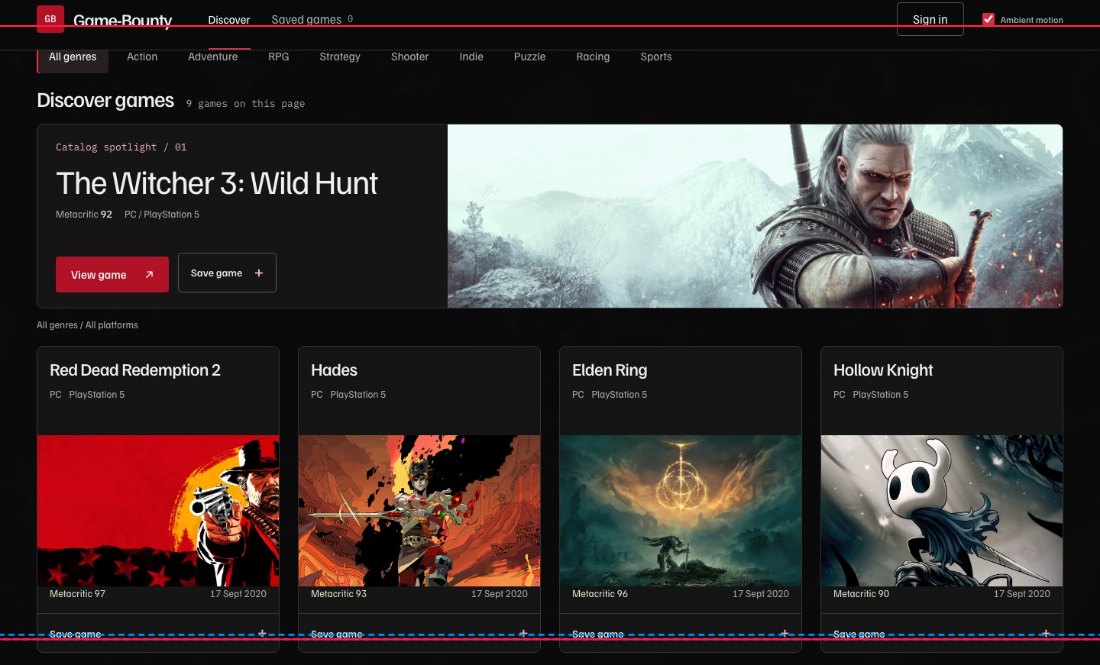 GB Game-Bounty Discover Saved games 0 Sign in Ambient motion
All genres Action Adventure RPG Strategy Shooter Indie Puzzle Racing Sports
Discover games 9 games on this page
Catalog spotlight / 01
The Witcher 3: Wild Hunt
Metacritic 92 PC / PlayStation 5
View game Save game
All genres / All platforms
Red Dead Redemption 2 Hades Elden Ring Hollow Knight
PC PlayStation 5 PC PlayStation 5 PC PlayStation 5 PC PlayStation 5
Metacritic 97 17 Sept 2020 Metacritic 93 17 Sept 2020 Metacritic 96 17 Sept 2020 Metacritic 90 17 Sept 2020
Save game + Save game + Save game + Save game +